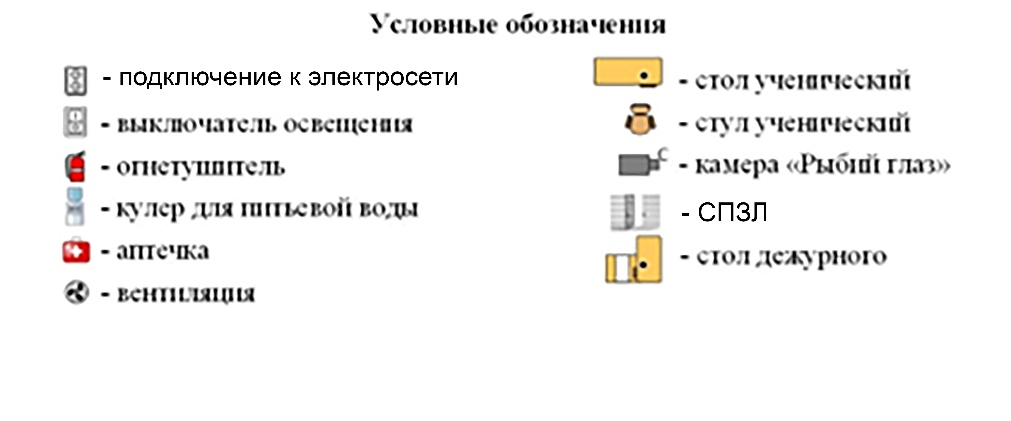 Условные обозначения
- подключение к электросети
- выключатель освещения
- огнетушитель
- кулер для питьевой воды
- аптечка
- вентиляция
- стол ученический
- стул ученический
- камера «Рыбий глаз»
- СПЗЛ
- стол дежурного